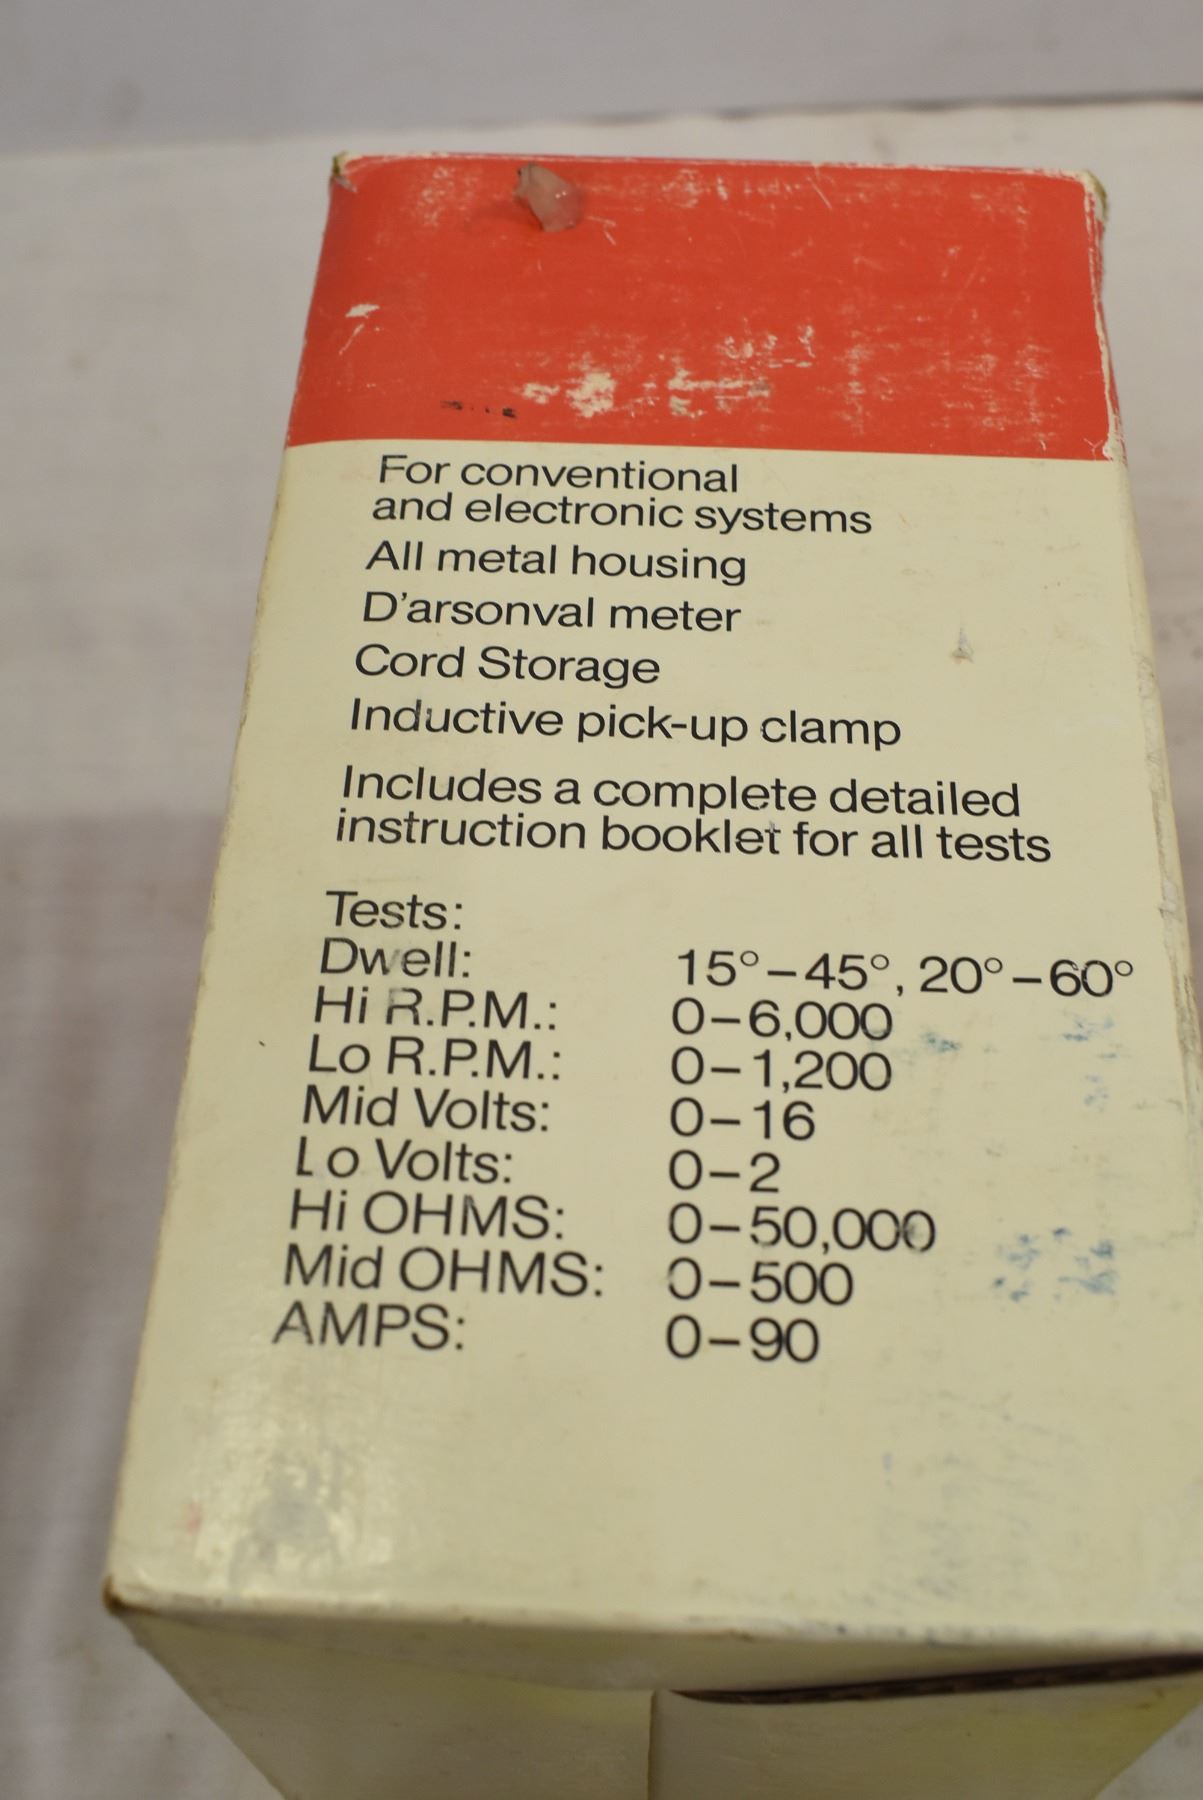 For conventional
and electronic systems
All metal housing
D'arsonval meter
Cord Storage
Inductive pick-up clamp
Includes a complete detailed
instruction booklet for all tests
Tests:
Dwell: 15°–45°, 20°–60°
Hi R.P.M.: 0–6,000
Lo R.P.M.: 0–1,200
Mid Volts: 0–16
Lo Volts: 0–2
Hi OHMS: 0–50,000
Mid OHMS: 0–500
AMPS: 0–90